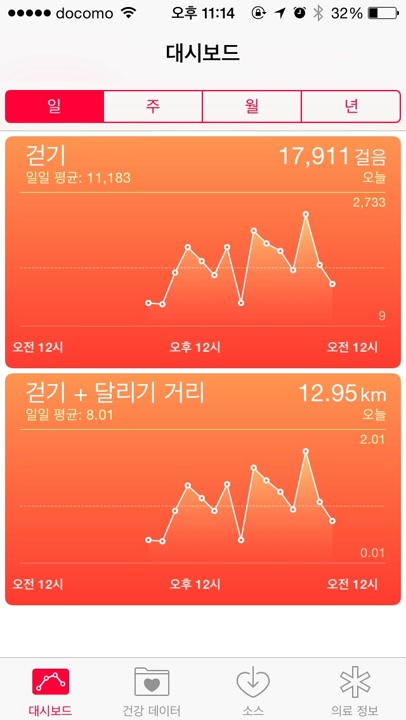 docomo 오후 11:14 32%
대시보드
일 주 월 년
걷기 17,911 걸음
일일 평균: 11,183 오늘
2,733
9
오전 12시 오후 12시 오전 12시
걷기 + 달리기 거리 12.95 km
일일 평균: 8.01 오늘
2.01
0.01
오전 12시 오후 12시 오전 12시
대시보드 건강 데이터 소스 의료 정보